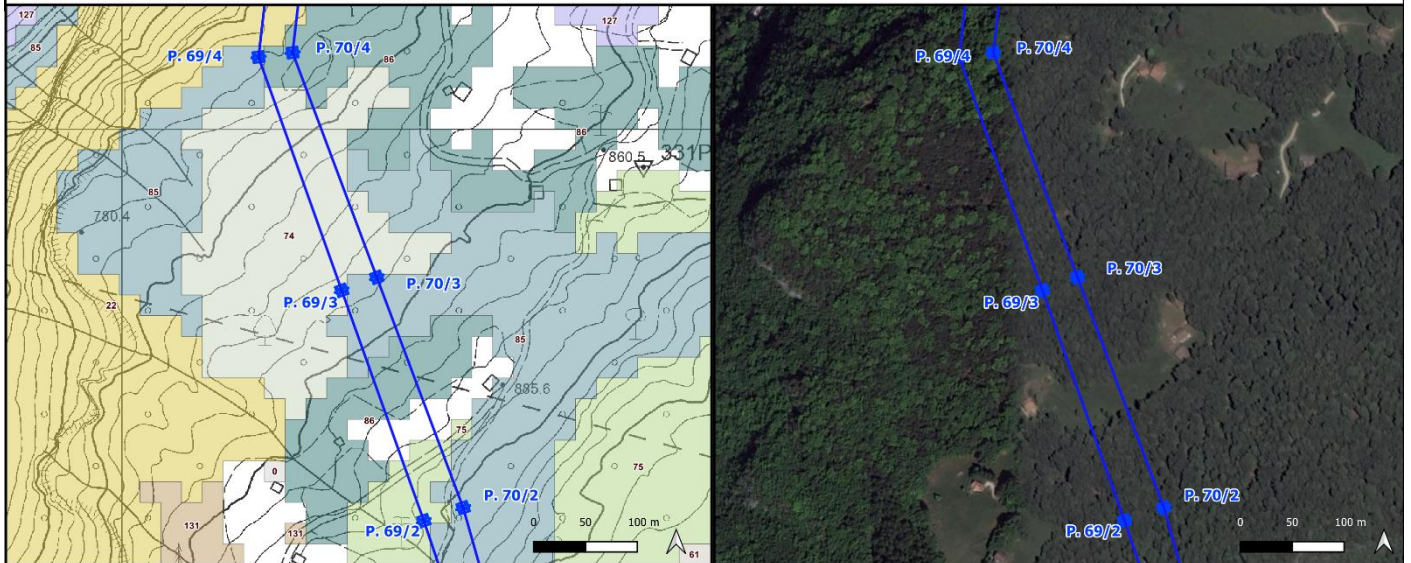 127
127
85
P. 69/4
P. 70/4
86
86
860.5
331P
85
780.4
74
P. 69/3
P. 70/3
22
85
885.6
86
75
75
0
P. 70/2
P. 69/2
131
131
0 50 100 m
61
P. 69/4
P. 70/4
P. 70/3
P. 69/3
P. 70/2
P. 69/2
0 50 100 m